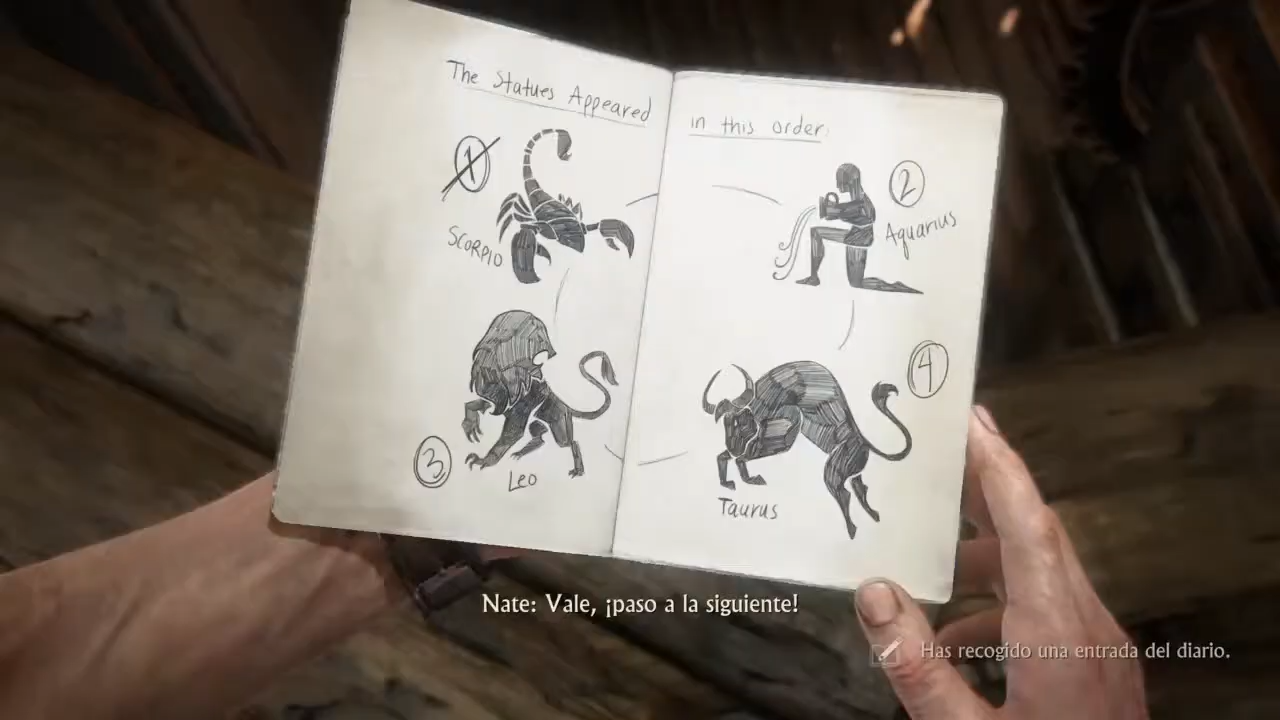 The Statues Appeared
in this order:
1
SCORPIO
2
Aquarius
3
Leo
4
Taurus
Nate: Vale, ¡paso a la siguiente!
Has recogido una entrada del diario.